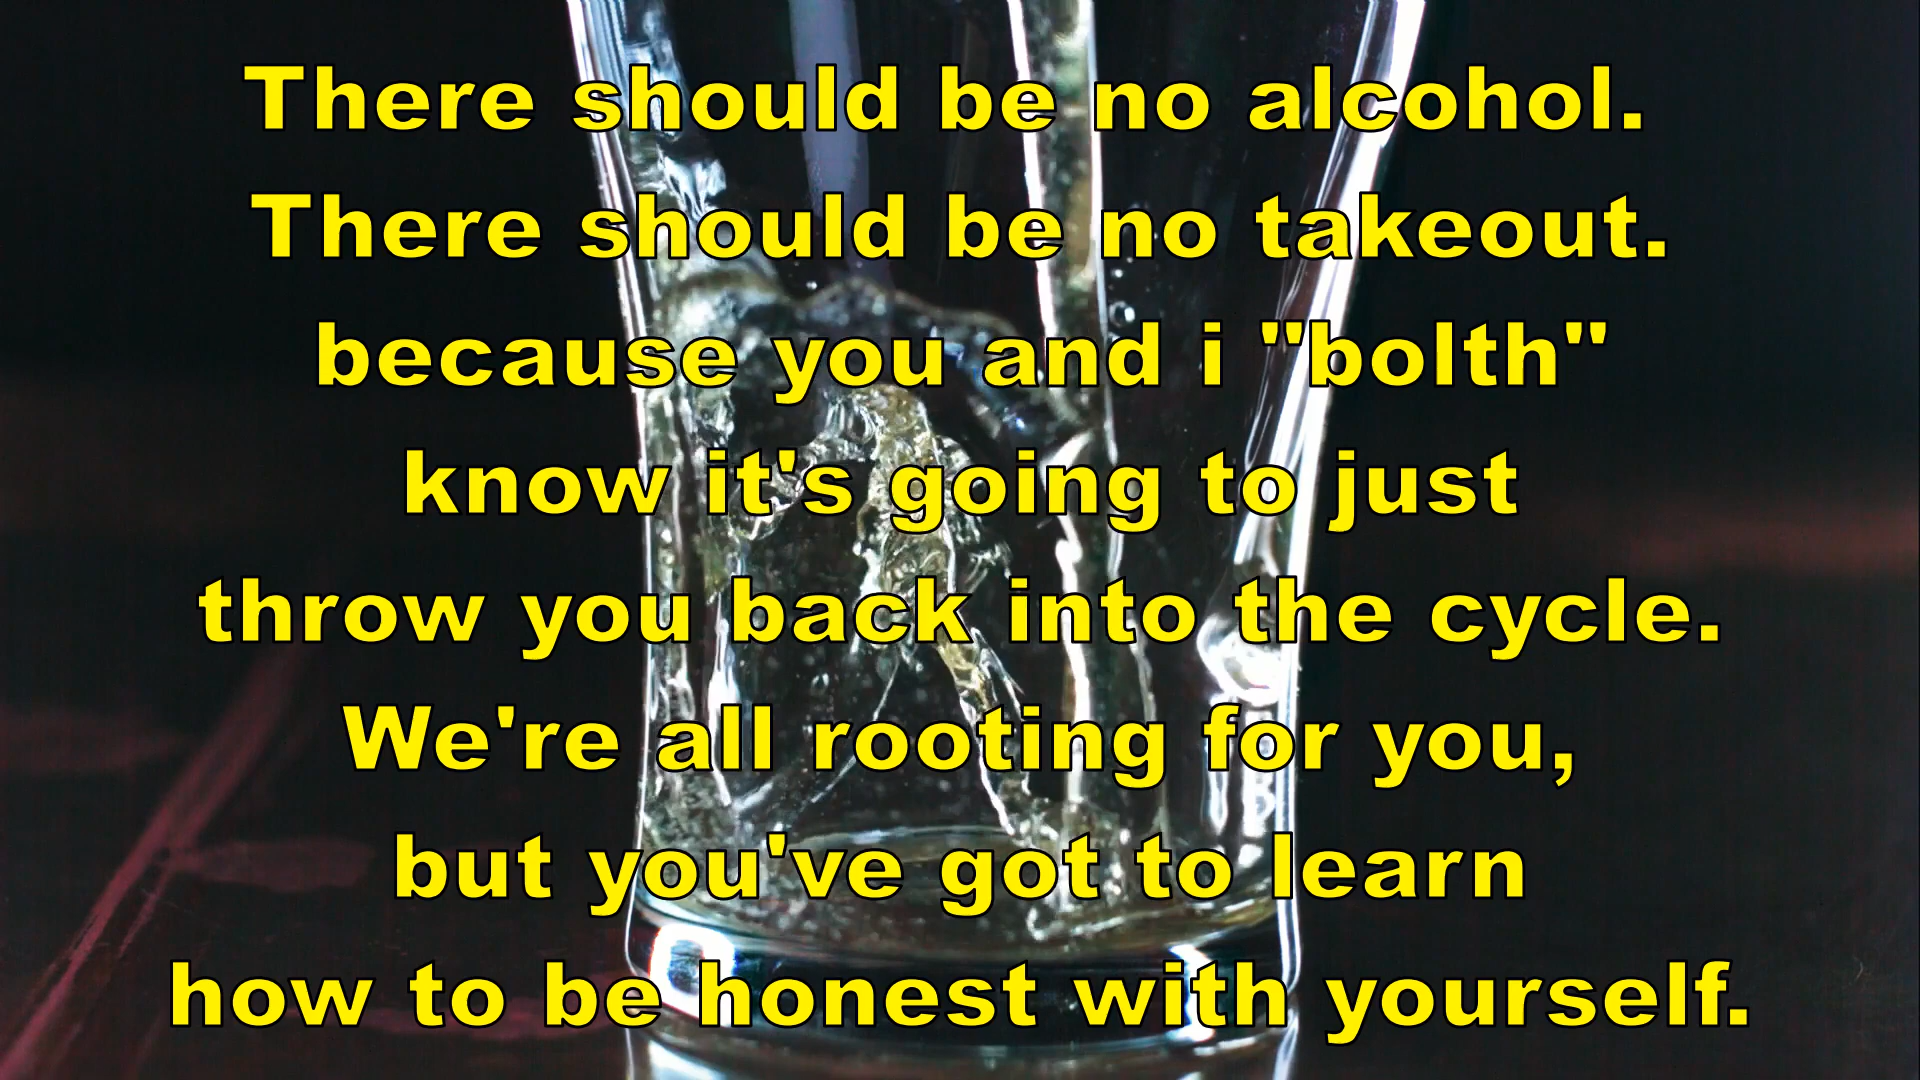 There should be no alcohol.
There should be no takeout.
because you and i "bolth"
know it's going to just
throw you back into the cycle.
We're all rooting for you,
but you've got to learn
how to be honest with yourself.